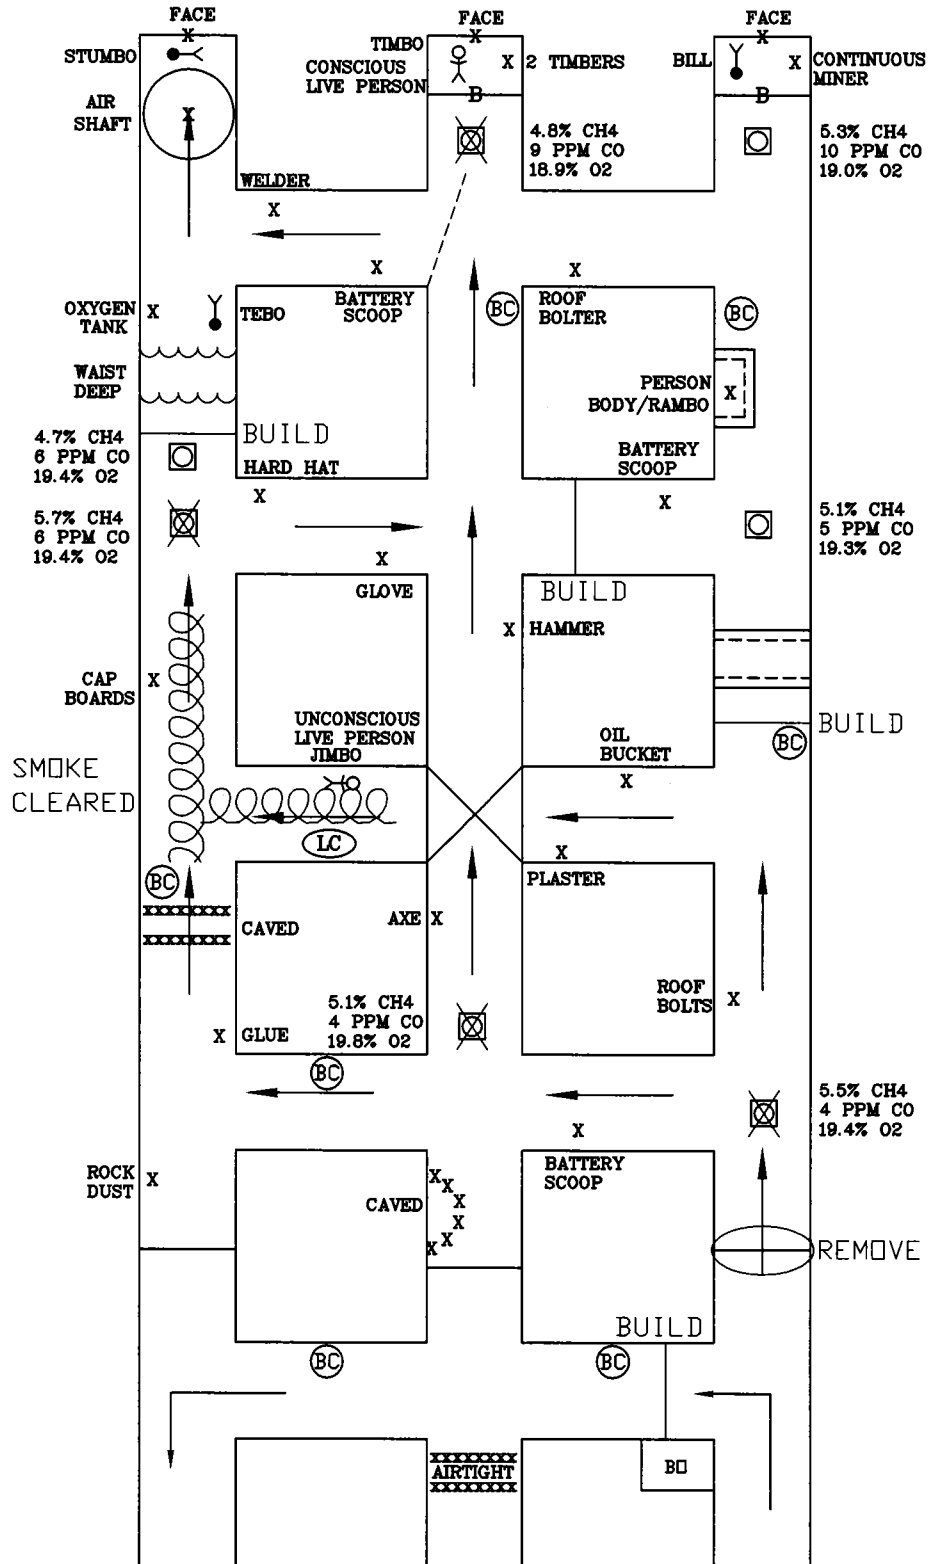 FACE
FACE
FACE
X
X
X
STUMBO
TIMBO
CONSCIOUS
LIVE PERSON
X 2 TIMBERS
BILL
X CONTINUOUS
MINER
B
B
AIR
SHAFT
X
4.8% CH4
9 PPM CO
18.9% O2
5.3% CH4
10 PPM CO
19.0% O2
WELDER
X
X
BATTERY
SCOOP
X
ROOF
BOLTER
BC
BC
OXYGEN
TANK
X
TEBO
WAIST
DEEP
PERSON
BODY/RAMBO
X
BUILD
4.7% CH4
6 PPM CO
19.4% O2
HARD HAT
X
BATTERY
SCOOP
X
5.7% CH4
6 PPM CO
19.4% O2
5.1% CH4
5 PPM CO
19.3% O2
X
GLOVE
BUILD
X HAMMER
CAP
BOARDS
X
UNCONSCIOUS
LIVE PERSON
JIMBO
OIL
BUCKET
X
BUILD
BC
SMOKE
CLEARED
LC
X
PLASTER
BC
XXXXXXXX
XXXXXXXX
CAVED
AXE X
ROOF
BOLTS
X
5.1% CH4
4 PPM CO
19.8% O2
X GLUE
BC
5.5% CH4
4 PPM CO
19.4% O2
X
BATTERY
SCOOP
ROCK
DUST
X
CAVED
X
X
X
X
X
X
REMOVE
BUILD
BC
BC
XXXXXXXX
AIRTIGHT
XXXXXXXX
BO